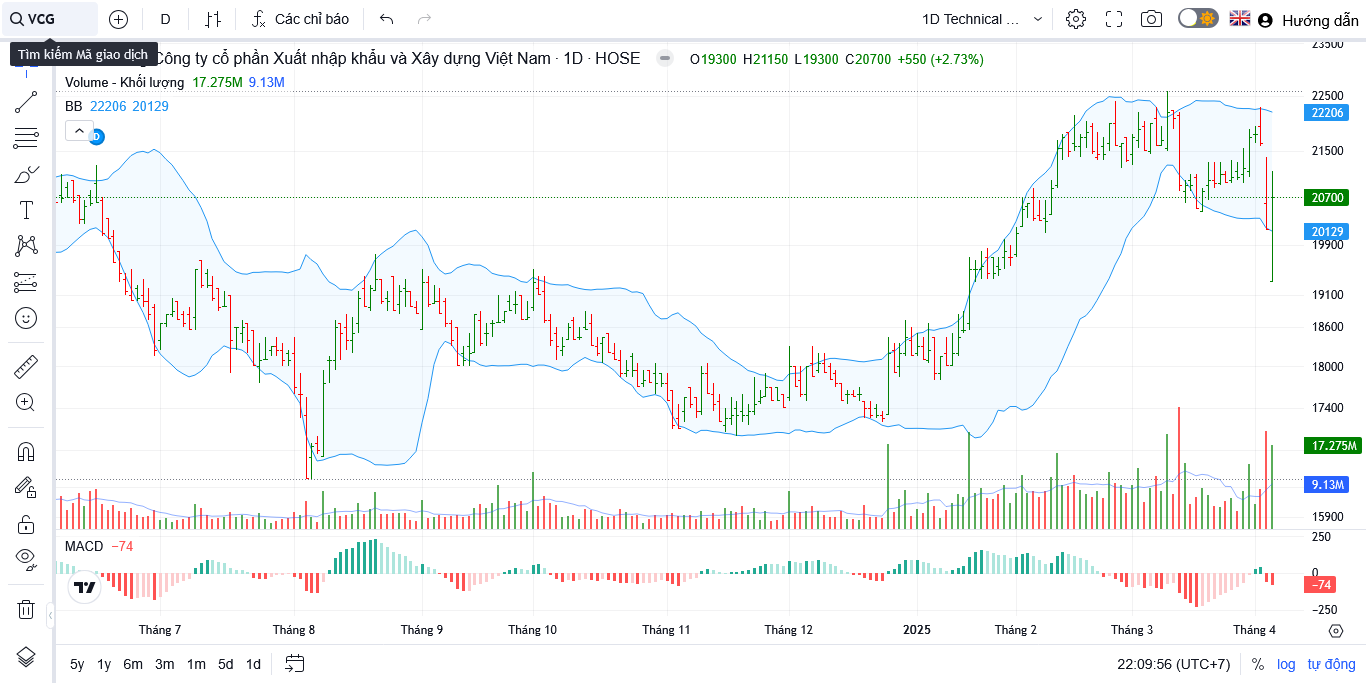 VCG D Các chỉ báo 1D Technical ... Hướng dẫn
Tìm kiếm Mã giao dịch
Công ty cổ phần Xuất nhập khẩu và Xây dựng Việt Nam · 1D · HOSE O19300 H21150 L19300 C20700 +550 (+2.73%)
Volume - Khối lượng 17.275M 9.13M
BB 22206 20129
D
23500
22500
22206
21500
20700
20129
19900
19100
18600
18000
17400
17.275M
9.13M
15900
MACD −74
250
0
−74
−250
Tháng 7 Tháng 8 Tháng 9 Tháng 10 Tháng 11 Tháng 12 2025 Tháng 2 Tháng 3 Tháng 4
5y 1y 6m 3m 1m 5d 1d 22:09:56 (UTC+7) % log tự động